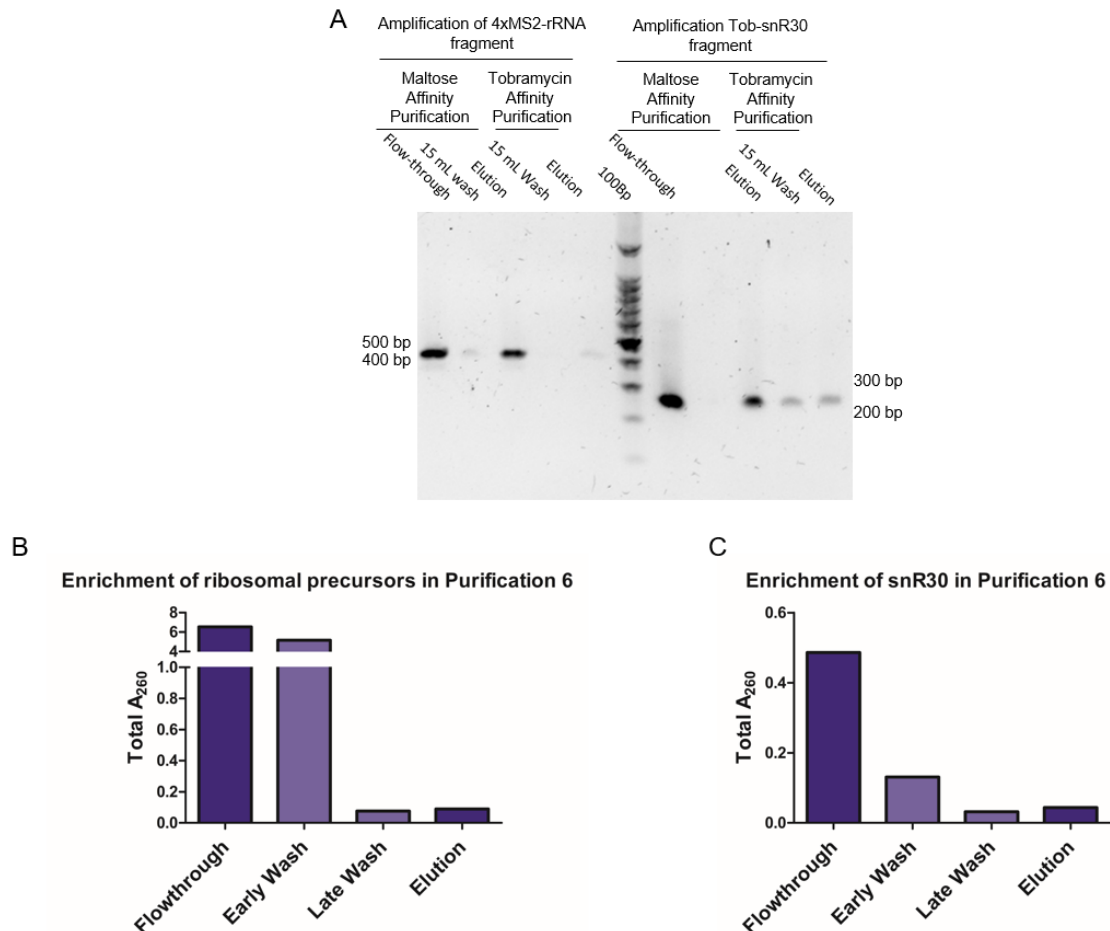 A
Amplification of 4xMS2-rRNA
fragment
Amplification Tob-snR30
fragment
Maltose
Affinity
Purification
Tobramycin
Affinity
Purification
Maltose
Affinity
Purification
Tobramycin
Affinity
Purification
Flow-through
15 mL wash
Elution
15 mL Wash
Elution
100Bp
Flow-through
Elution
15 mL Wash
Elution
500 bp
400 bp
300 bp
200 bp
B
Enrichment of ribosomal precursors in Purification 6
Total A260
8
6
4
1.0
0.8
0.6
0.4
0.2
0.0
Flowthrough
Early Wash
Late Wash
Elution
C
Enrichment of snR30 in Purification 6
Total A260
0.6
0.4
0.2
0.0
Flowthrough
Early Wash
Late Wash
Elution